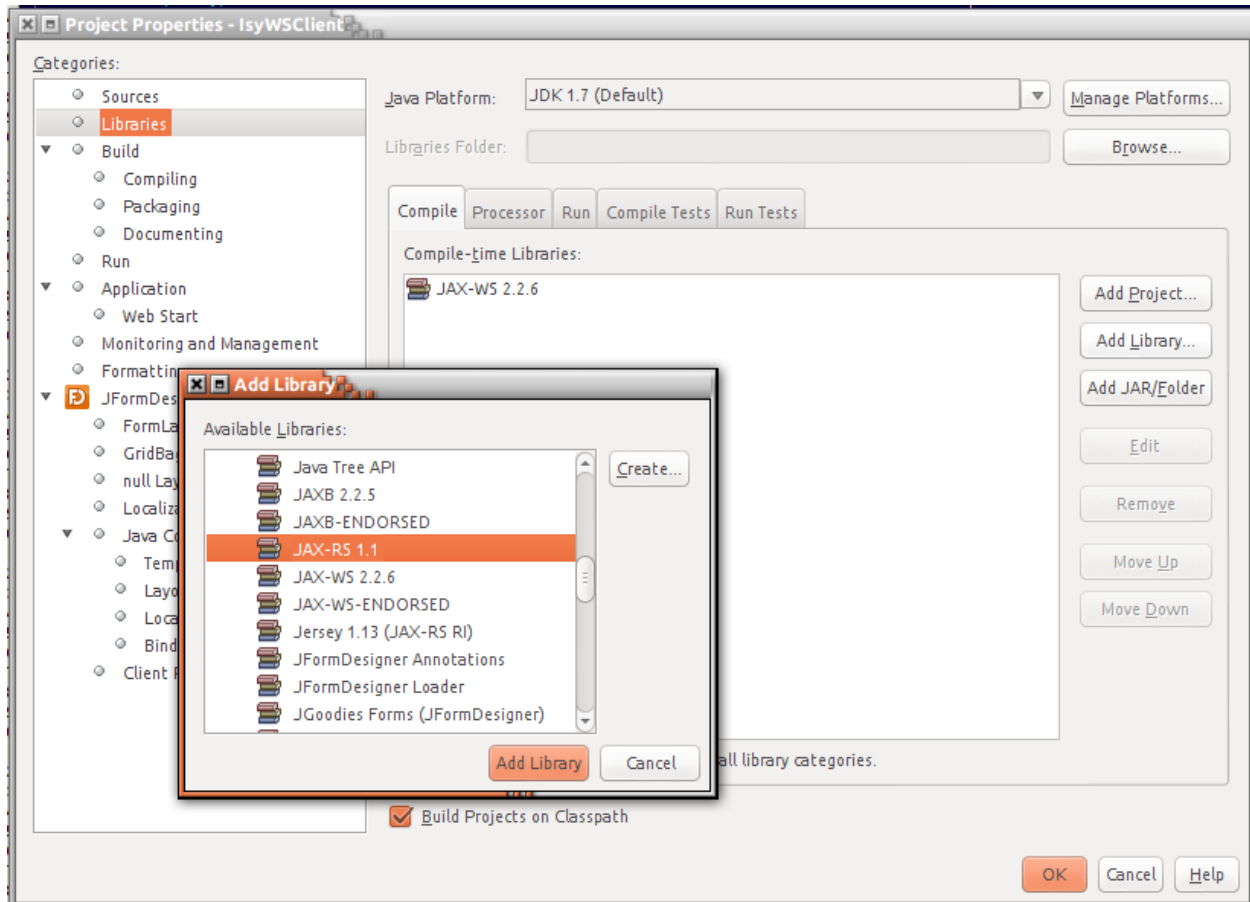 Project Properties - IsyWSClient
Categories:
Sources
Libraries
Build
Compiling
Packaging
Documenting
Run
Application
Web Start
Monitoring and Management
Formattin
JFormDes
FormLa
GridBa
null Lay
Localiza
Java Co
Temp
Layo
Loca
Bind
Client P
Java Platform:
JDK 1.7 (Default)
Manage Platforms...
Libraries Folder:
Browse...
Compile Processor Run Compile Tests Run Tests
Compile-time Libraries:
JAX-WS 2.2.6
Add Project...
Add Library...
Add JAR/Folder
Edit
Remove
Move Up
Move Down
all library categories.
Build Projects on Classpath
OK Cancel Help
Add Library
Available Libraries:
Java Tree API
JAXB 2.2.5
JAXB-ENDORSED
JAX-RS 1.1
JAX-WS 2.2.6
JAX-WS-ENDORSED
Jersey 1.13 (JAX-RS RI)
JFormDesigner Annotations
JFormDesigner Loader
JGoodies Forms (JFormDesigner)
Create...
Add Library Cancel